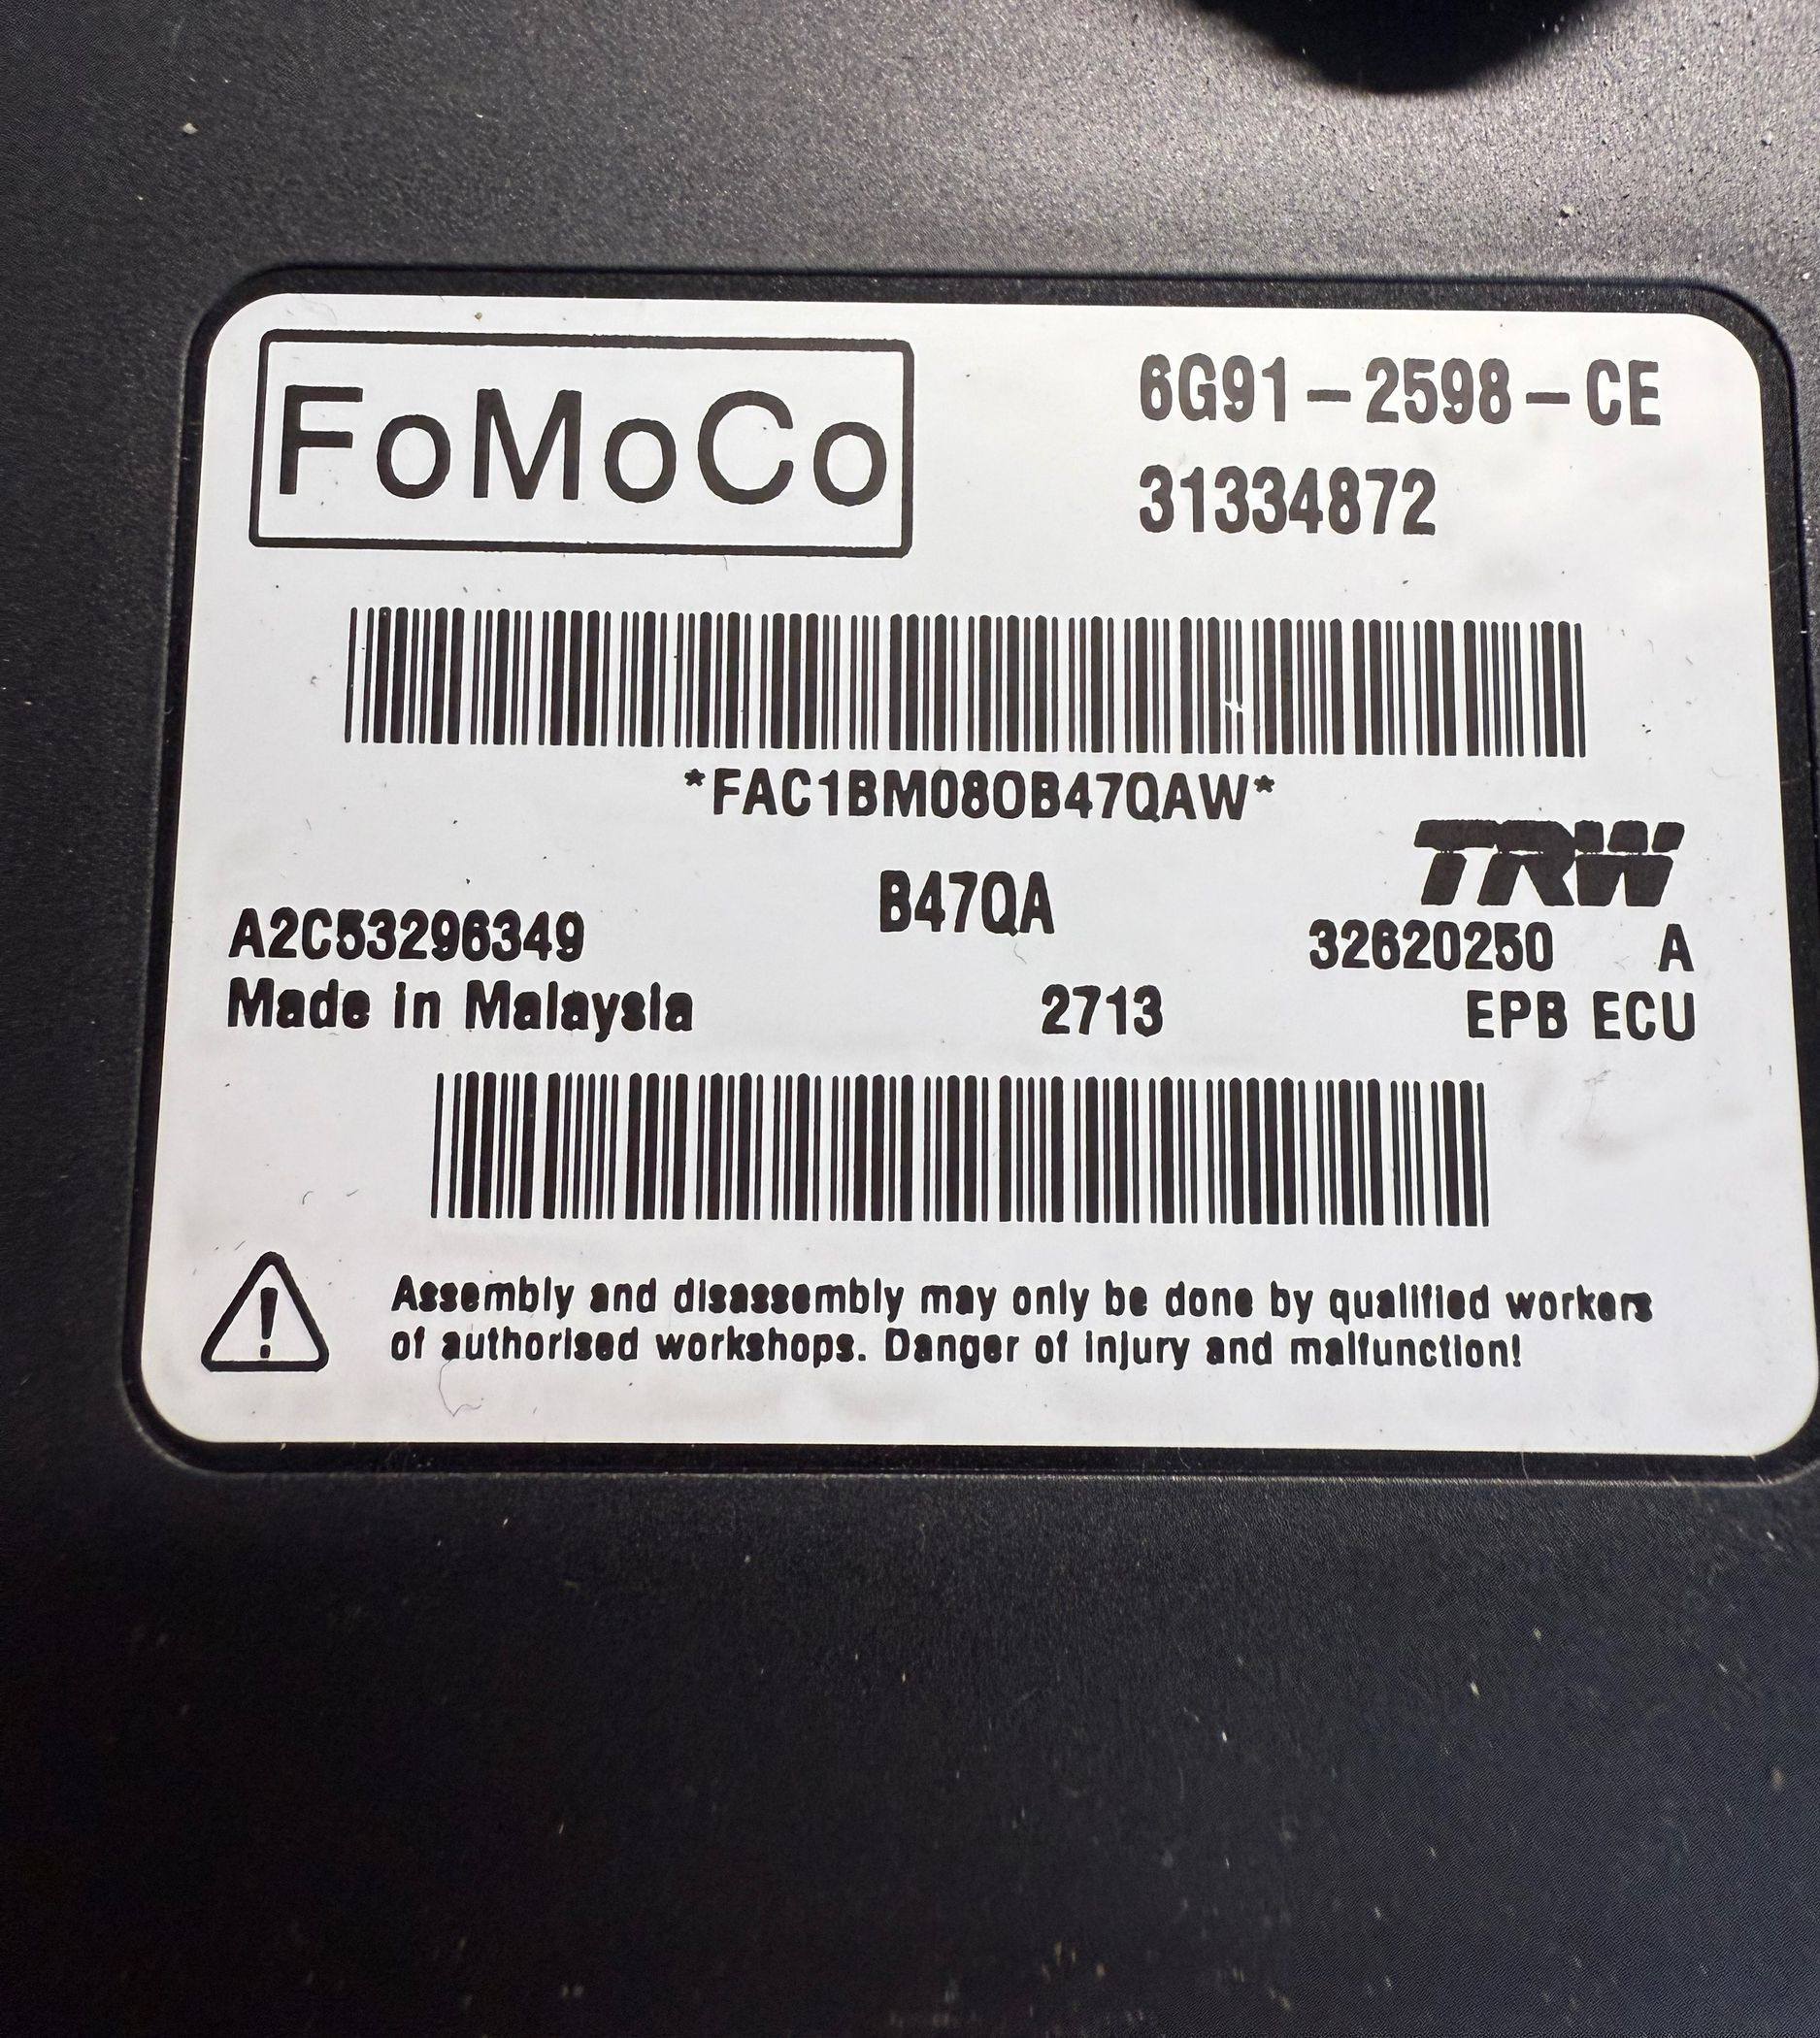 FoMoCo
6G91-2598-CE
31334872
*FAC1BM080B47QAW*
TRW
B47QA
A2C53296349
32620250 A
Made in Malaysia
2713
EPB ECU
Assembly and disassembly may only be done by qualified workers
of authorised workshops. Danger of injury and malfunction!